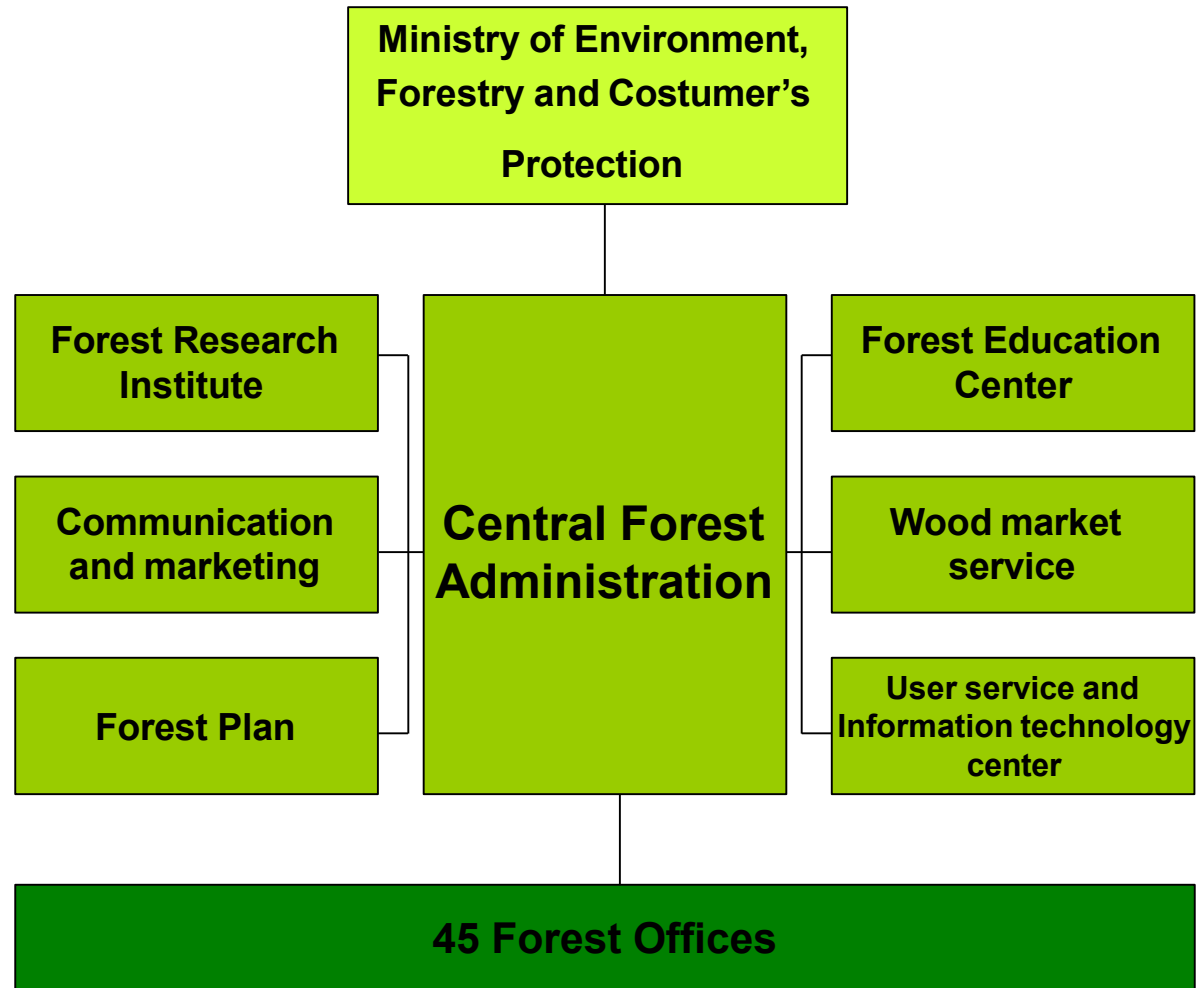 Ministry of Environment,
Forestry and Costumer’s
Protection
Forest Research
Institute
Communication
and marketing
Forest Plan
Central Forest
Administration
Forest Education
Center
Wood market
service
User service and
Information technology
center
45 Forest Offices